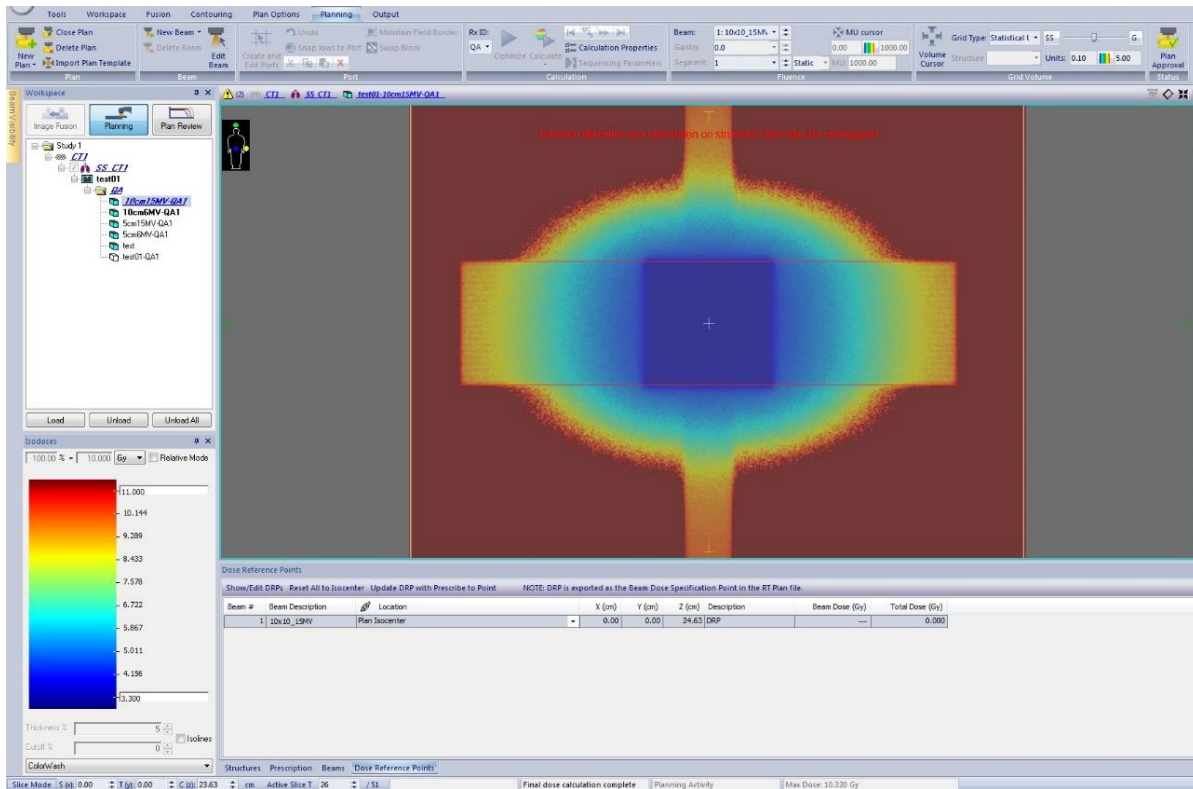 Tools Workspace Fusion Contouring Plan Options Planning Output
New Plan
Close Plan
Delete Plan
Import Plan Template
Plan
New Beam
Delete Beam
Edit Beam
Beam
Create and Edit Ports
Undo
Snap Jaws to Port
Maintain Field Border
Swap Block
Port
Rx ID:
QA
Optimize Calculate
Calculation Properties
Sequencing Parameters
Calculation
Beam: 1: 10x10_15M
Gantry: 0.0
Segment: 1
Static
MU cursor
0.00 1000.00
MU: 1000.00
Fluence
Volume Cursor
Grid Type: Statistical SS G
Structure Units: 0.10 5.00
Grid Volume
Plan Approval
Status
Beam Visibility
Workspace
Image Fusion Planning Plan Review
Study 1
CT1
SS_CT1
test01
QA
10cm15MV-QA1
10cm6MV-QA1
5cm15MV-QA1
5cm6MV-QA1
test
test01-QA1
Load Unload Unload All
(2) CT1 SS_CT1 test01-10cm15MV-QA1
Isodoses
100.00 % = 10.000 Gy Relative Mode
11.000
10.144
9.289
8.433
7.578
6.722
5.867
5.011
4.156
3.300
Thickness % 5
Cutoff % 0
Isolines
ColorWash
Dose Reference Points
Show/Edit DRPs Reset All to Isocenter Update DRP with Prescribe to Point NOTE: DRP is exported as the Beam Dose Specification Point in the RT Plan file.
Beam # Beam Description Location X (cm) Y (cm) Z (cm) Description Beam Dose (Gy) Total Dose (Gy)
1 10x10_15MV Plan Isocenter 0.00 0.00 24.63 DRP --- 0.000
Structures Prescription Beams Dose Reference Points
Slice Mode S (x): 0.00 T (y): 0.00 C (z): 23.63 cm Active Slice T 26 / 51 Final dose calculation complete Planning Activity Max Dose: 10.320 Gy